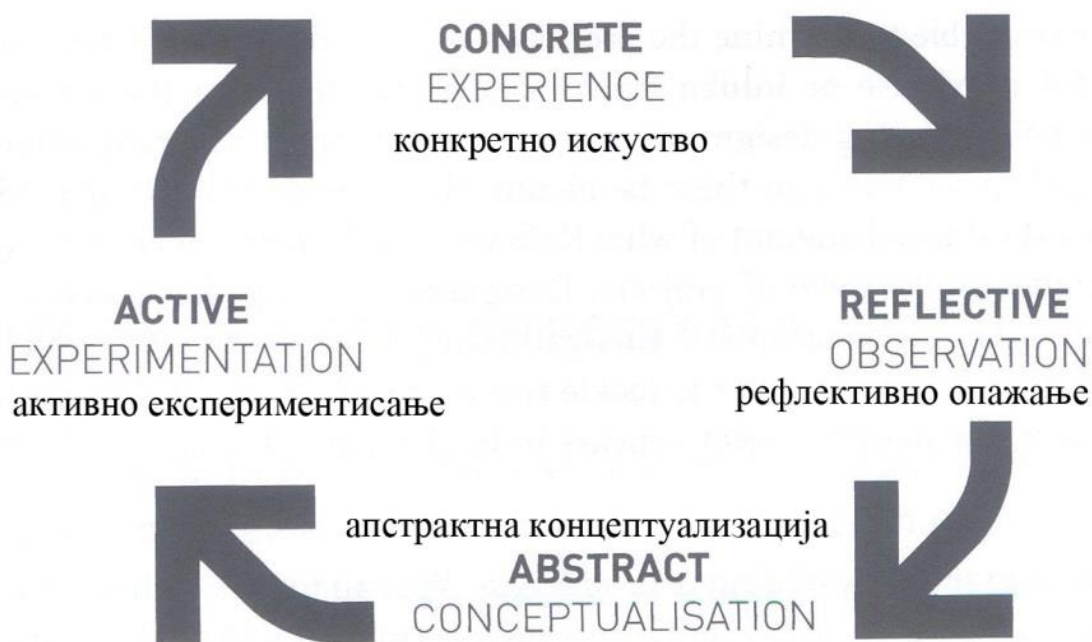 CONCRETE
EXPERIENCE
конкретно искуство
ACTIVE
EXPERIMENTATION
активно експериментисање
REFLECTIVE
OBSERVATION
рефлективно опажање
апстрактна концептуализација
ABSTRACT
CONCEPTUALISATION